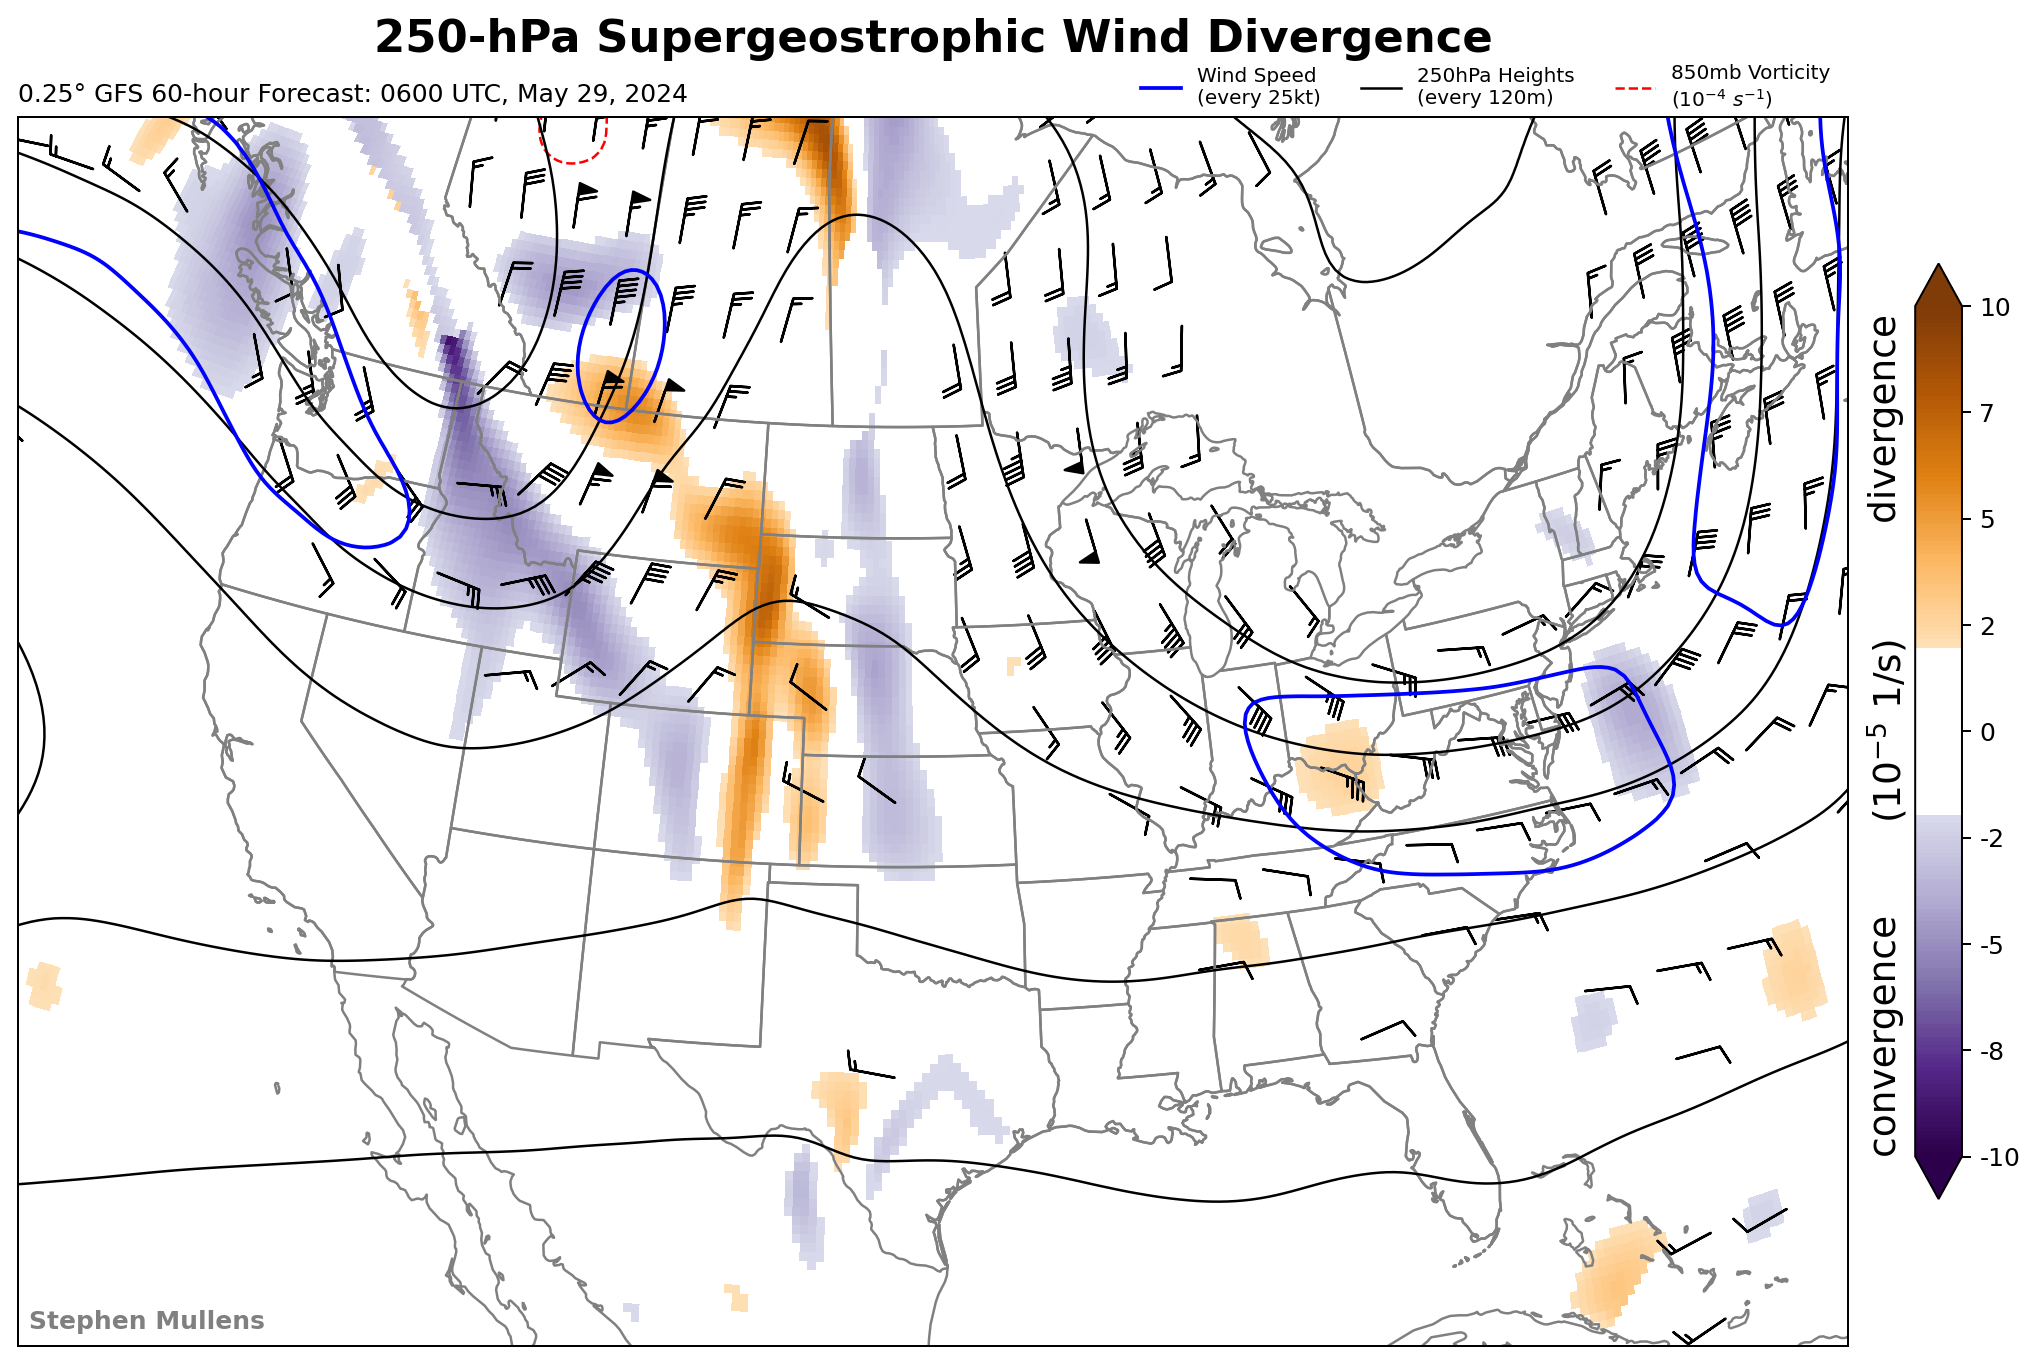 250-hPa Supergeostrophic Wind Divergence
0.25° GFS 60-hour Forecast: 0600 UTC, May 29, 2024
Wind Speed
(every 25kt)
250hPa Heights
(every 120m)
850mb Vorticity
(10⁻⁴ s⁻¹)
10
7
5
2
0
-2
-5
-8
-10
convergence (10⁻⁵ 1/s) divergence
Stephen Mullens